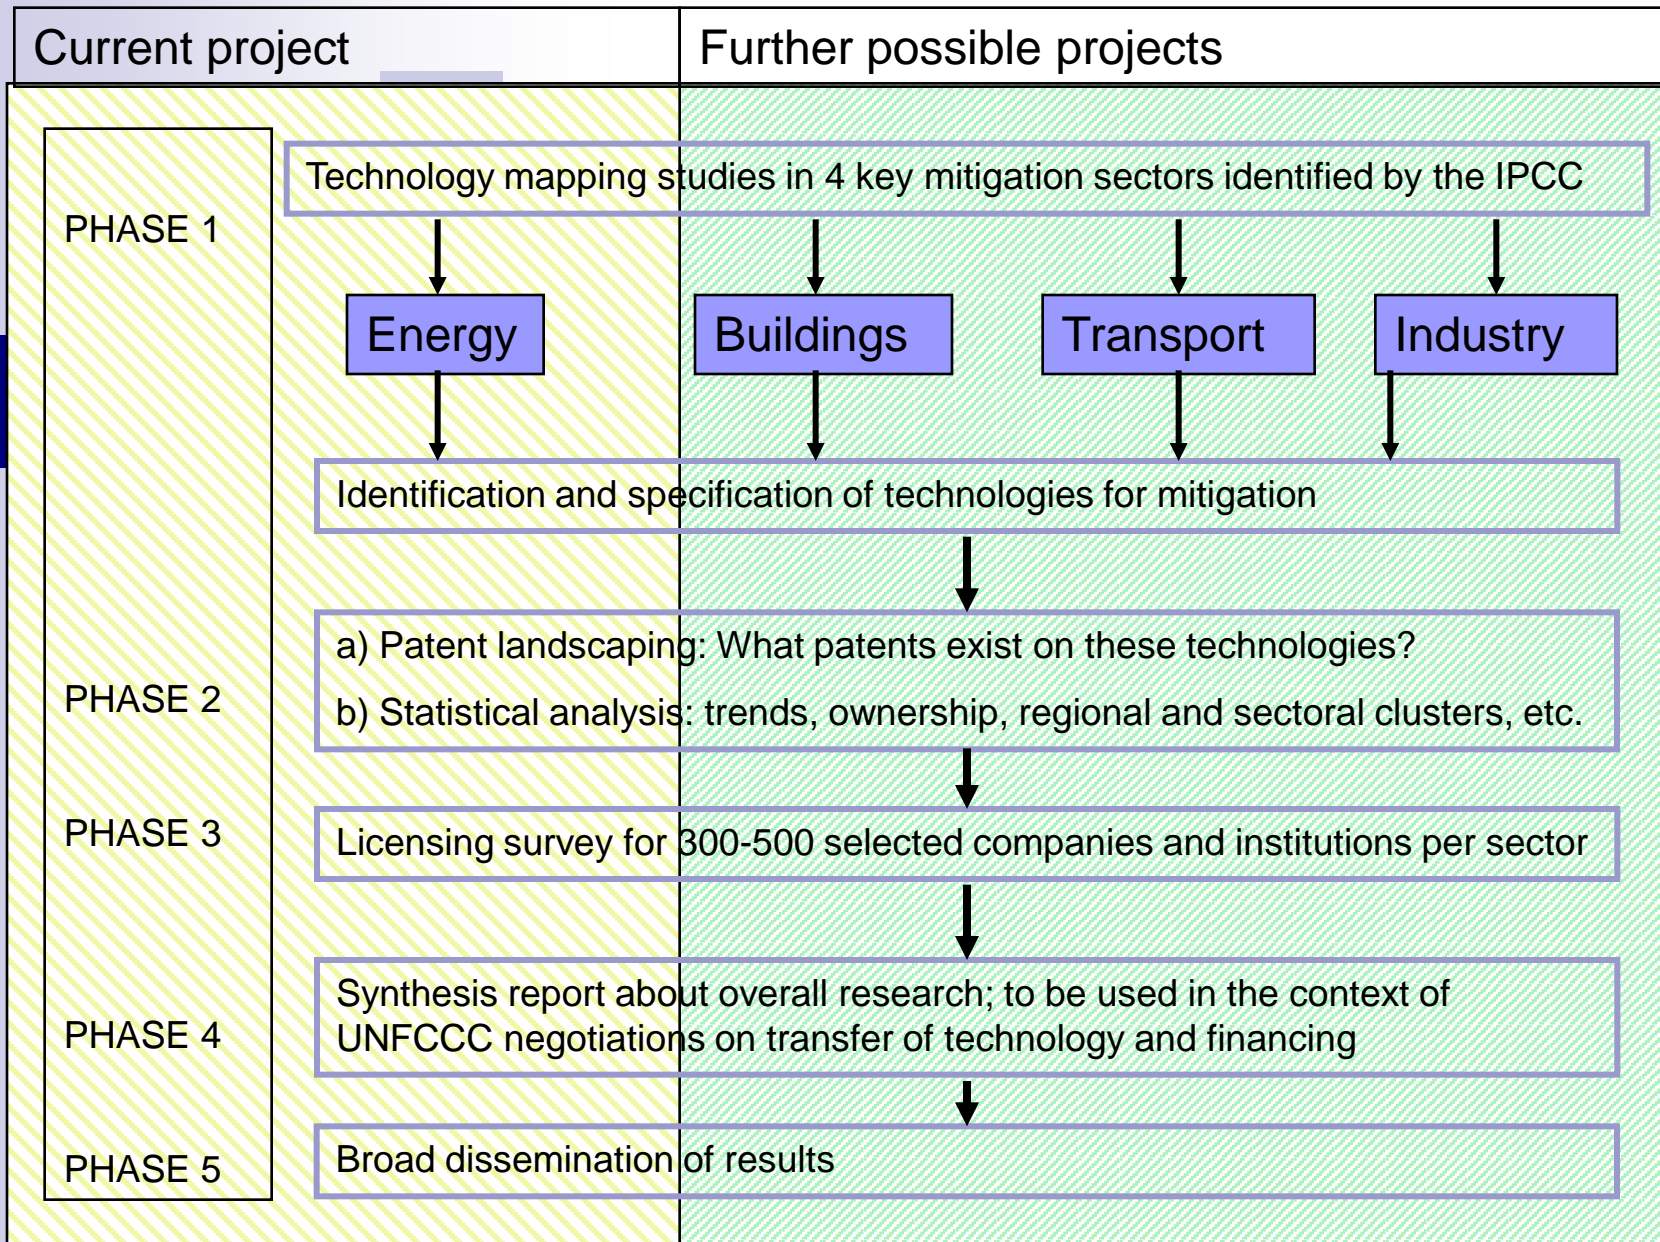 Current project
Further possible projects
PHASE 1
Technology mapping studies in 4 key mitigation sectors identified by the IPCC
Energy
Buildings
Transport
Industry
Identification and specification of technologies for mitigation
PHASE 2
a) Patent landscaping: What patents exist on these technologies?
b) Statistical analysis: trends, ownership, regional and sectoral clusters, etc.
PHASE 3
Licensing survey for 300-500 selected companies and institutions per sector
PHASE 4
Synthesis report about overall research; to be used in the context of
UNFCCC negotiations on transfer of technology and financing
PHASE 5
Broad dissemination of results